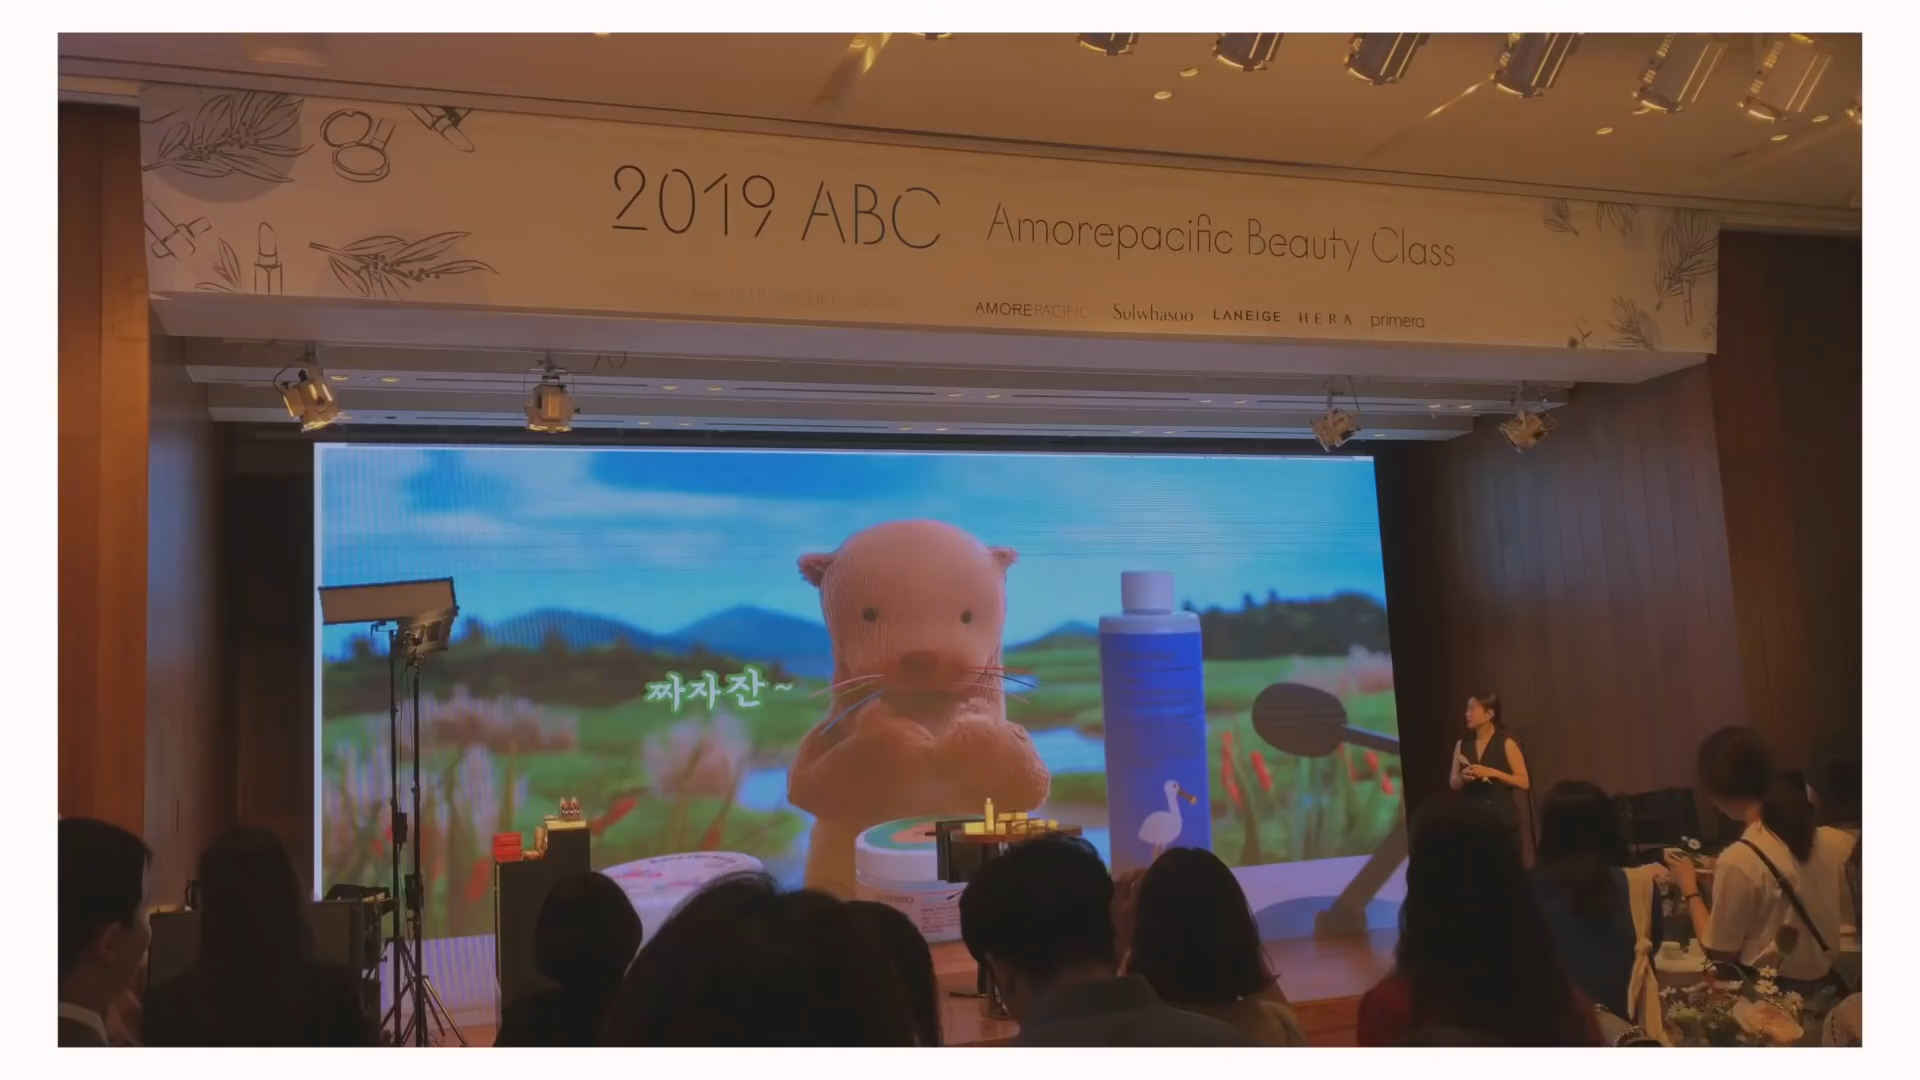 2019 ABC Amorepacific Beauty Class
AMOREPACIFIC Sulwhasoo LANEIGE HERA primera
짜자잔~